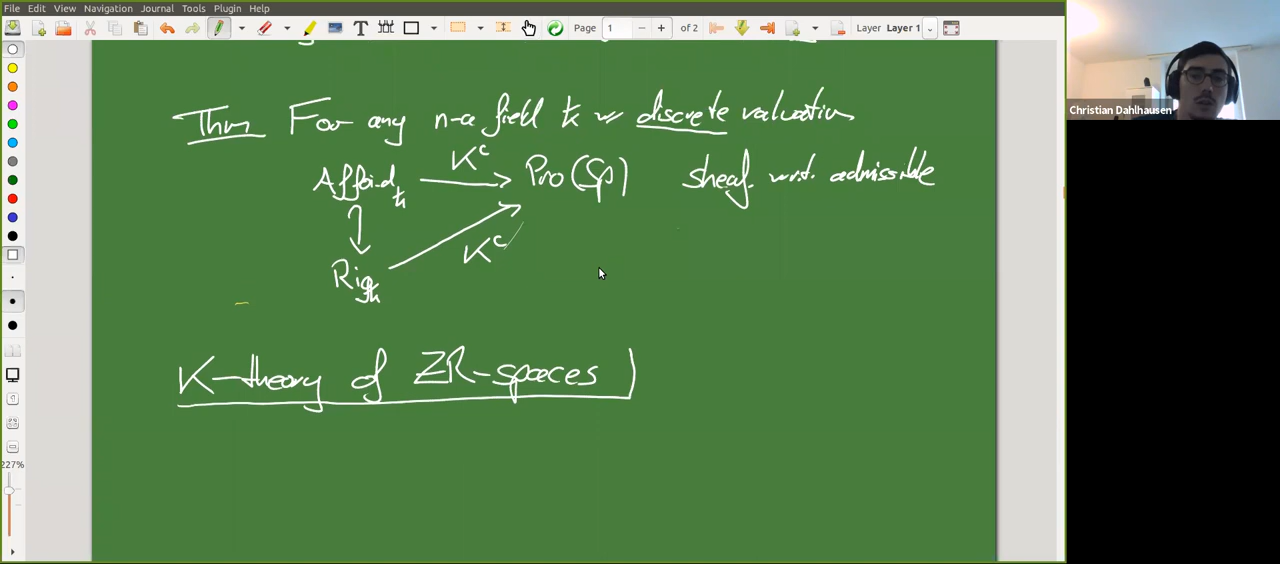 File Edit View Navigation Journal Tools Plugin Help
Page 1 of 2 Layer Layer 1
Christian Dahlhausen
Thm For any n-a field k w/ discrete valuation
K^c
Affoid_k → Pro(Sp) sheaf w.r.t. admissible
K^c
Rig_k
K-theory of ZR-spaces
227%